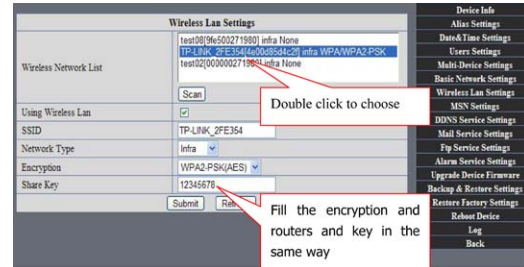 Wireless Lan Settings
Wireless Network List
test08[9fe500271980] infra None
TP-LINK_2FE354[4e00d85d4c2f] infra WPA/WPA2-PSK
test02[000000271980] infra None
Scan
Double click to choose
Using Wireless Lan
SSID
TP-LINK_2FE354
Network Type
Infra
Encryption
WPA2-PSK(AES)
Share Key
12345678
Submit
Fill the encryption and
routers and key in the
same way
Device Info
Alias Settings
Date&Time Settings
Users Settings
Multi-Device Settings
Basic Network Settings
Wireless Lan Settings
MSN Settings
DDNS Service Settings
Mail Service Settings
Ftp Service Settings
Alarm Service Settings
Upgrade Device Firmware
Backup & Restore Settings
Restore Factory Settings
Reboot Device
Log
Back